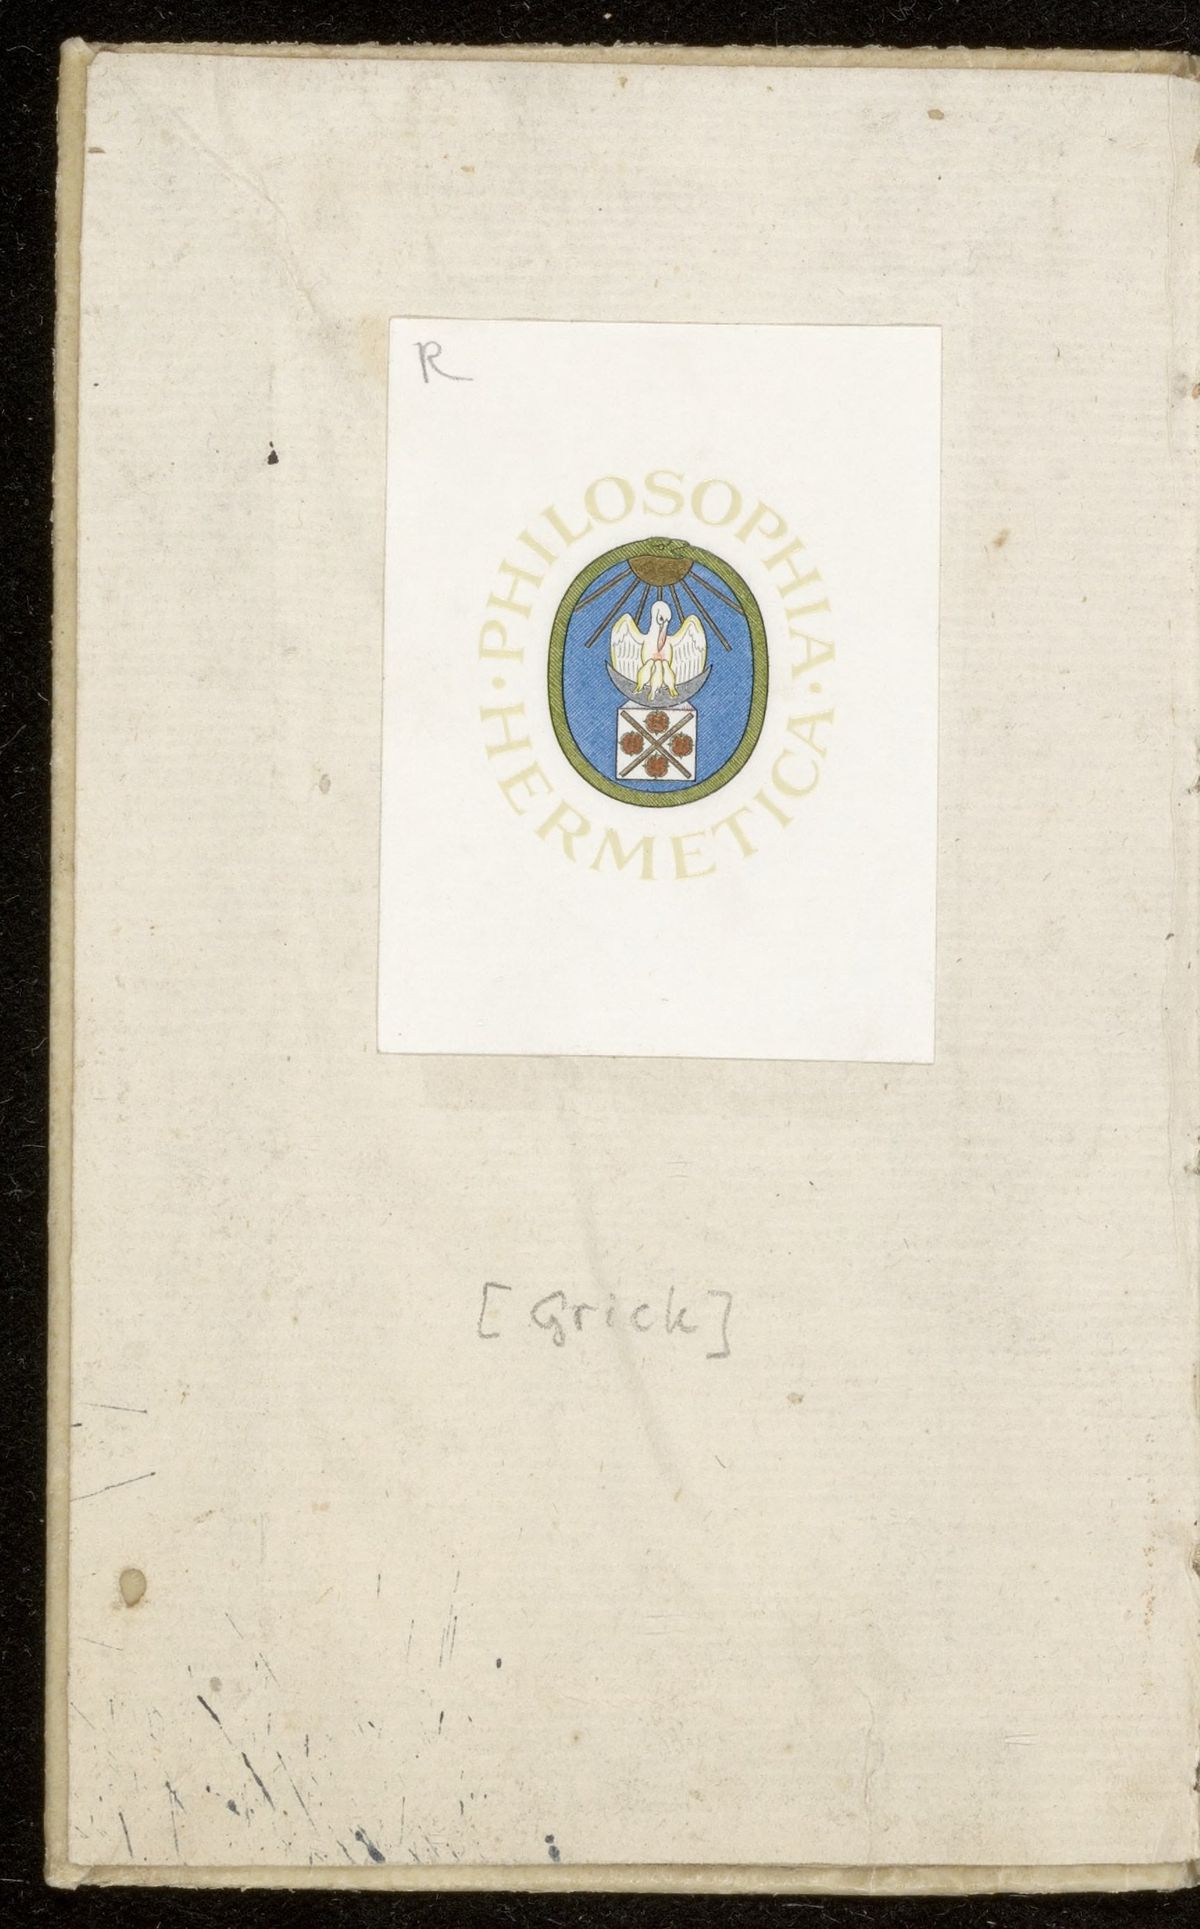 R
PHILOSOPHIA · HERMETICA ·
[Grick]